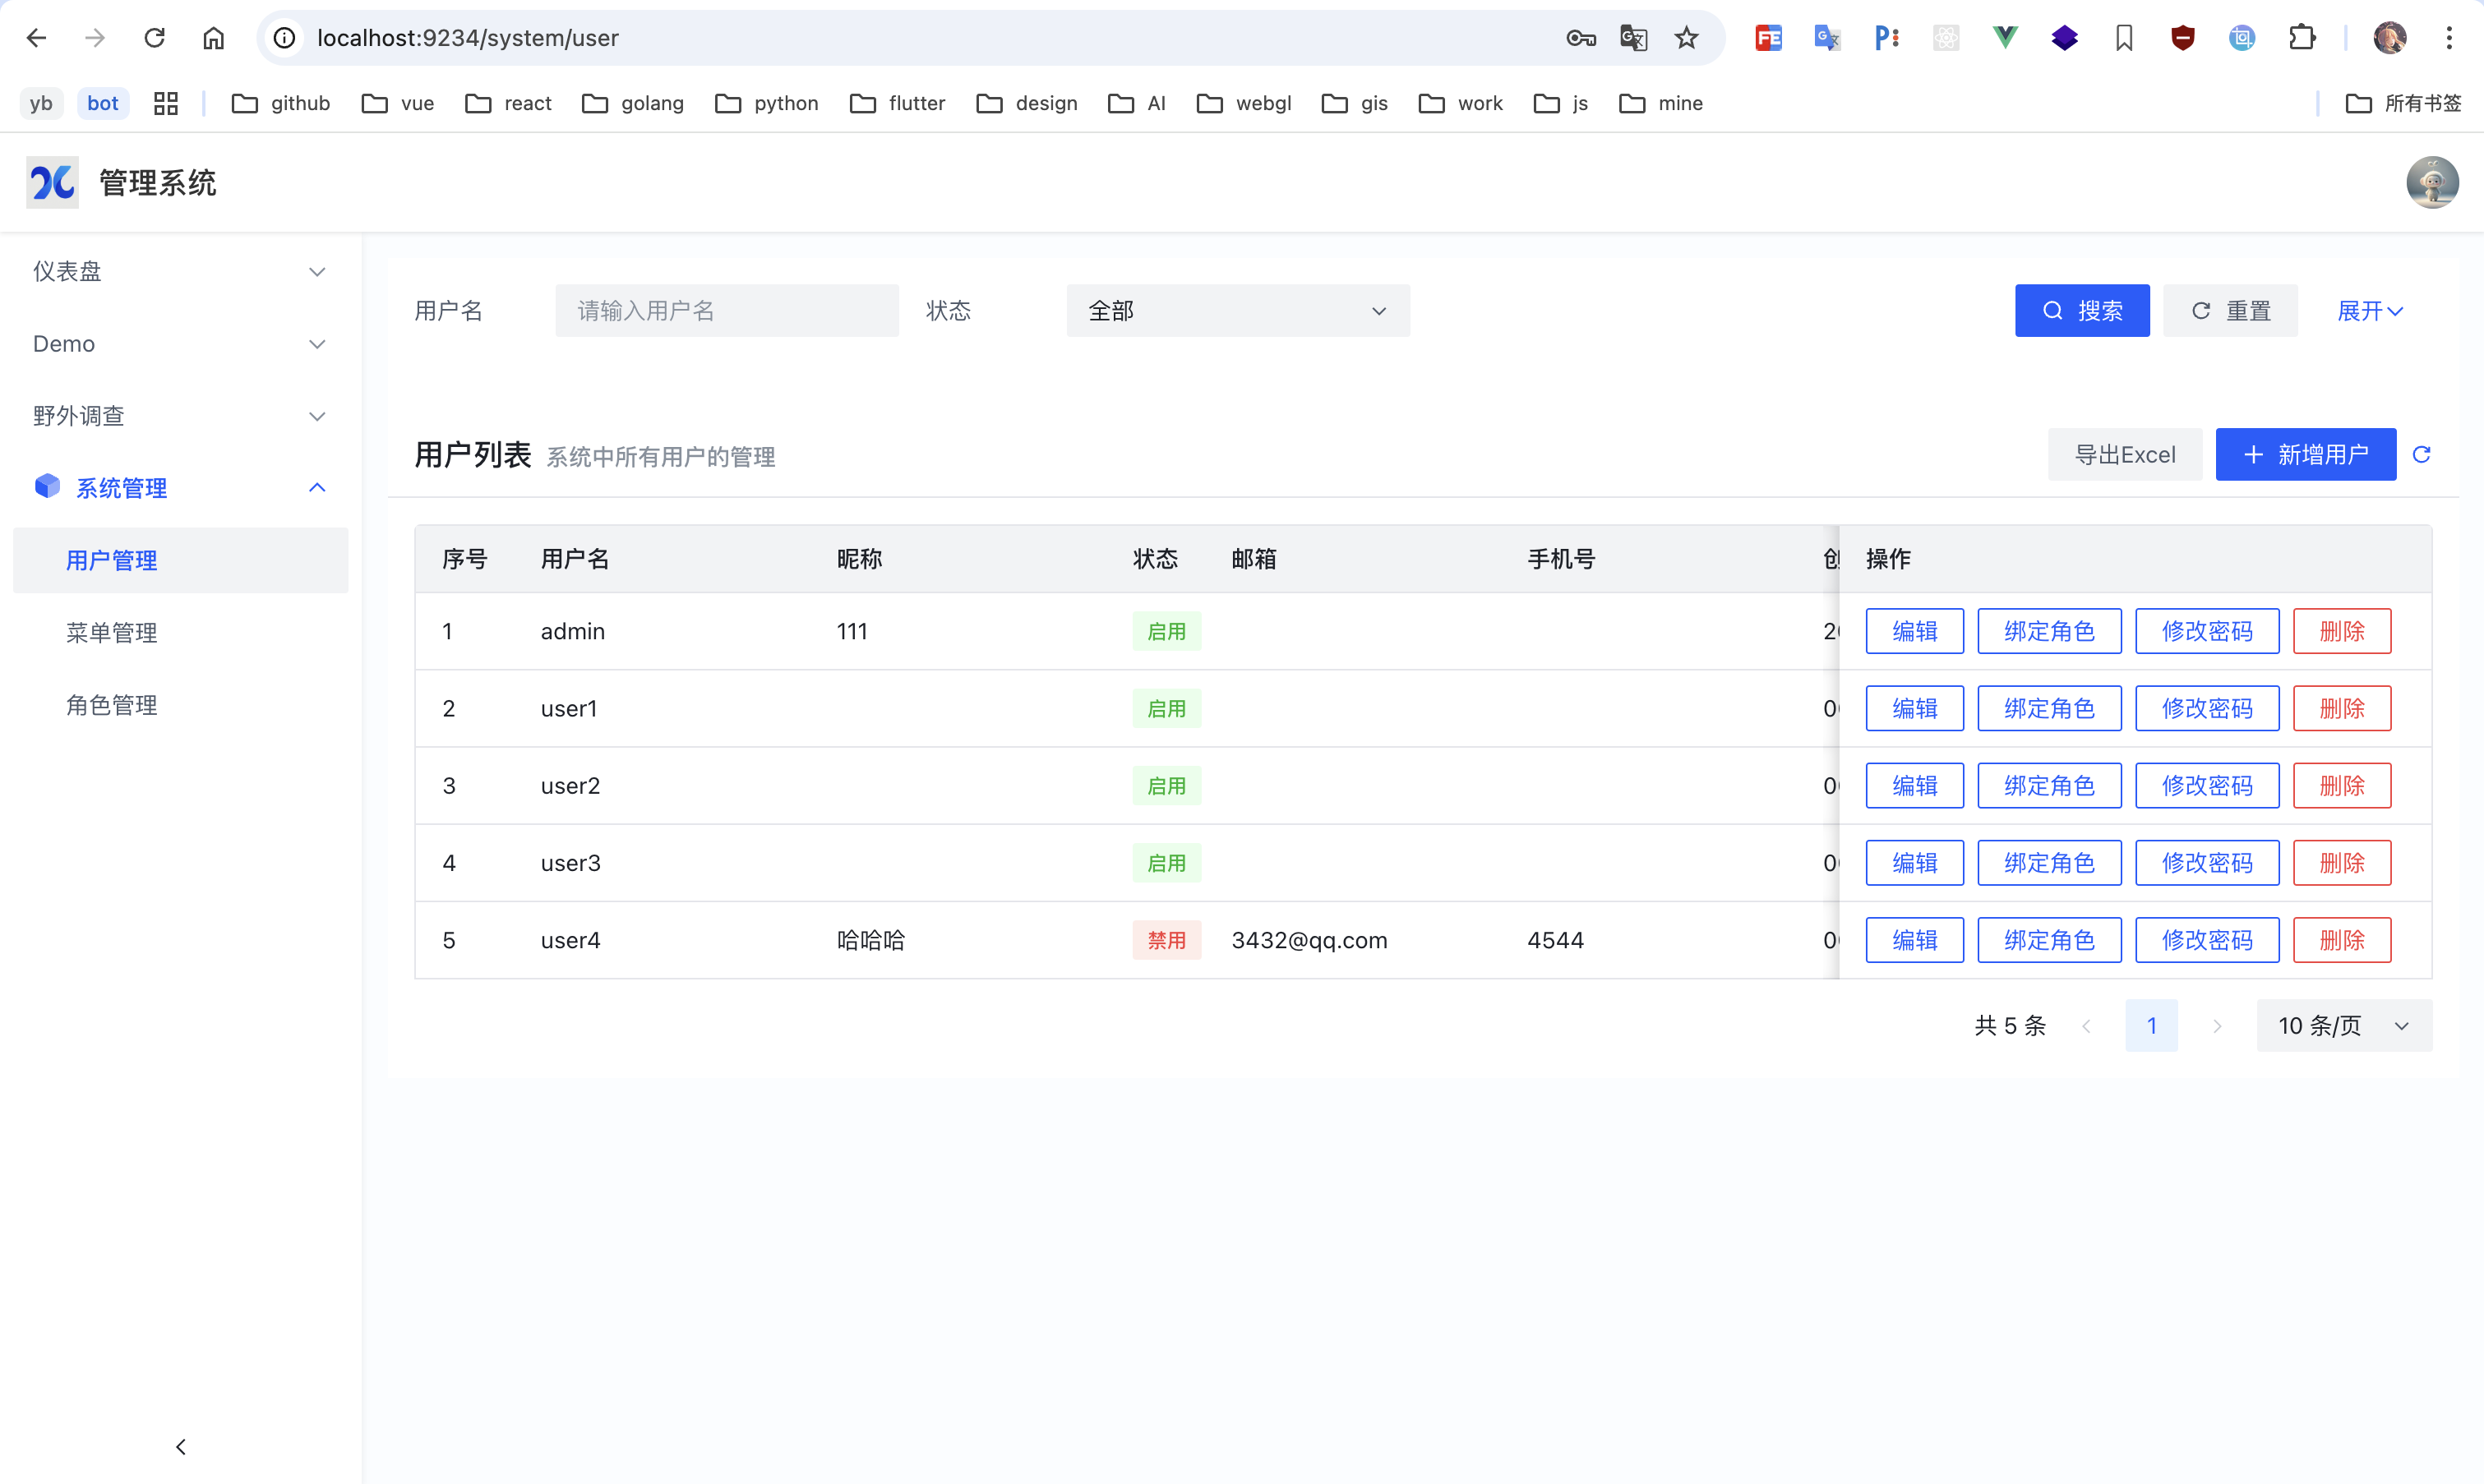 localhost:9234/system/user
yb bot github vue react golang python flutter design AI webgl gis work js mine 所有书签
管理系统
仪表盘
Demo
野外调查
系统管理
用户管理
菜单管理
角色管理
用户名 请输入用户名 状态 全部 搜索 重置 展开
用户列表 系统中所有用户的管理 导出Excel 新增用户
序号 用户名 昵称 状态 邮箱 手机号 操作
1 admin 111 启用 编辑 绑定角色 修改密码 删除
2 user1 启用 编辑 绑定角色 修改密码 删除
3 user2 启用 编辑 绑定角色 修改密码 删除
4 user3 启用 编辑 绑定角色 修改密码 删除
5 user4 哈哈哈 禁用 3432@qq.com 4544 编辑 绑定角色 修改密码 删除
共 5 条 1 10 条/页